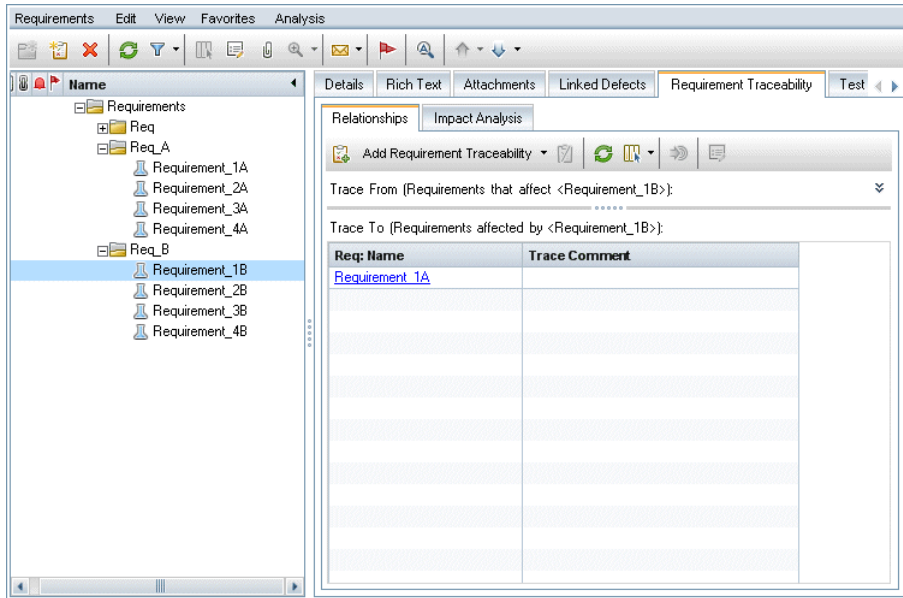 Requirements Edit View Favorites Analysis
Name
Requirements
Req
Req_A
Requirement_1A
Requirement_2A
Requirement_3A
Requirement_4A
Req_B
Requirement_1B
Requirement_2B
Requirement_3B
Requirement_4B
Details Rich Text Attachments Linked Defects Requirement Traceability Test
Relationships Impact Analysis
Add Requirement Traceability
Trace From (Requirements that affect <Requirement_1B>):
Trace To (Requirements affected by <Requirement_1B>):
Req: Name Trace Comment
Requirement_1A